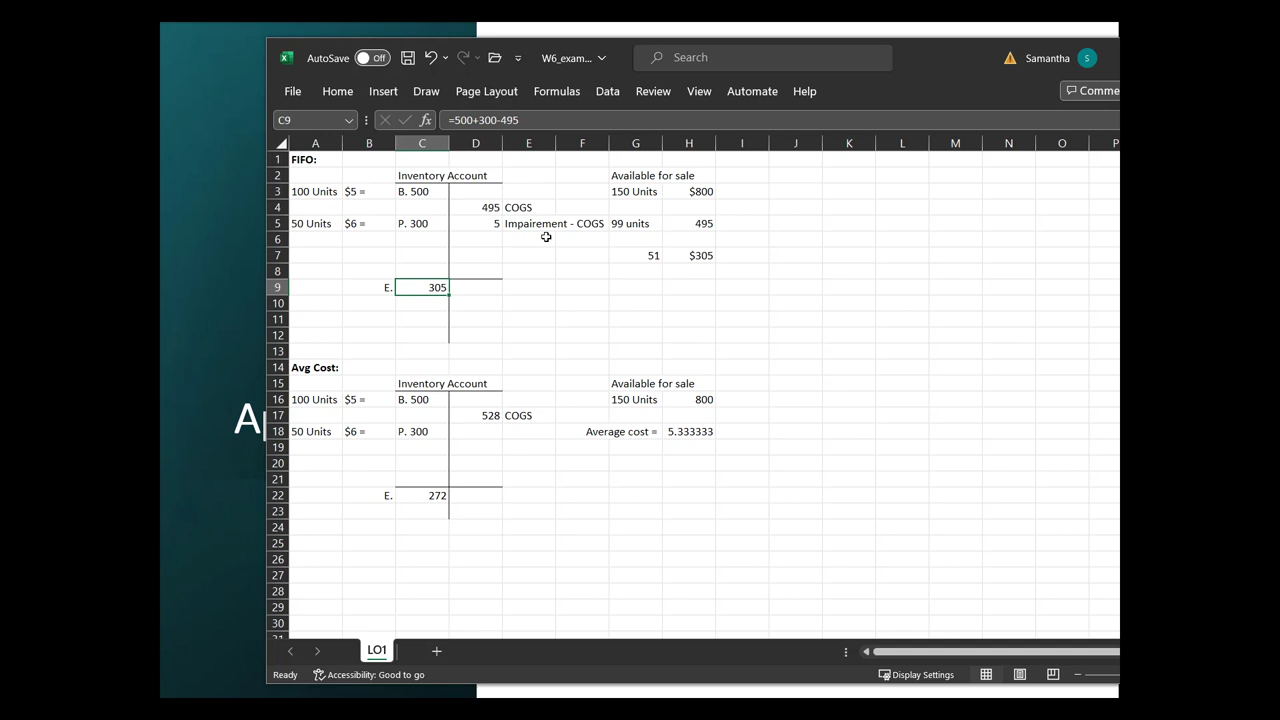 AutoSave Off W6_exam... Search Samantha S
File Home Insert Draw Page Layout Formulas Data Review View Automate Help Comme
C9 fx =500+300-495
A B C D E F G H I J K L M N O P
1 FIFO:
2 Inventory Account Available for sale
3 100 Units $5 = B. 500 150 Units $800
4 495 COGS
5 50 Units $6 = P. 300 5 Impairement - COGS 99 units 495
6
7 51 $305
8
9 E. 305
10
11
12
13
14 Avg Cost:
15 Inventory Account Available for sale
16 100 Units $5 = B. 500 150 Units 800
17 528 COGS
18 50 Units $6 = P. 300 Average cost = 5.333333
19
20
21
22 E. 272
23
24
25
26
27
28
29
30
Ap
LO1
Ready Accessibility: Good to go Display Settings